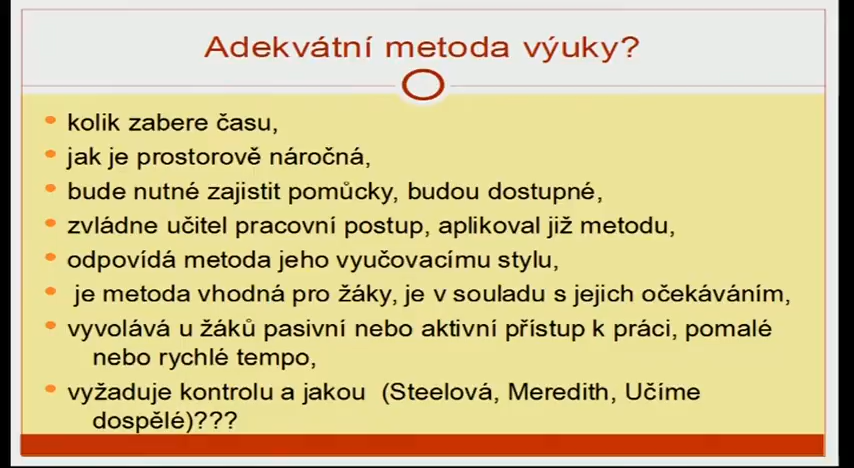 Adekvátní metoda výuky?
kolik zabere času,
jak je prostorově náročná,
bude nutné zajistit pomůcky, budou dostupné,
zvládne učitel pracovní postup, aplikoval již metodu,
odpovídá metoda jeho vyučovacímu stylu,
je metoda vhodná pro žáky, je v souladu s jejich očekáváním,
vyvolává u žáků pasivní nebo aktivní přístup k práci, pomalé
nebo rychlé tempo,
vyžaduje kontrolu a jakou (Steelová, Meredith, Učíme
dospělé)???